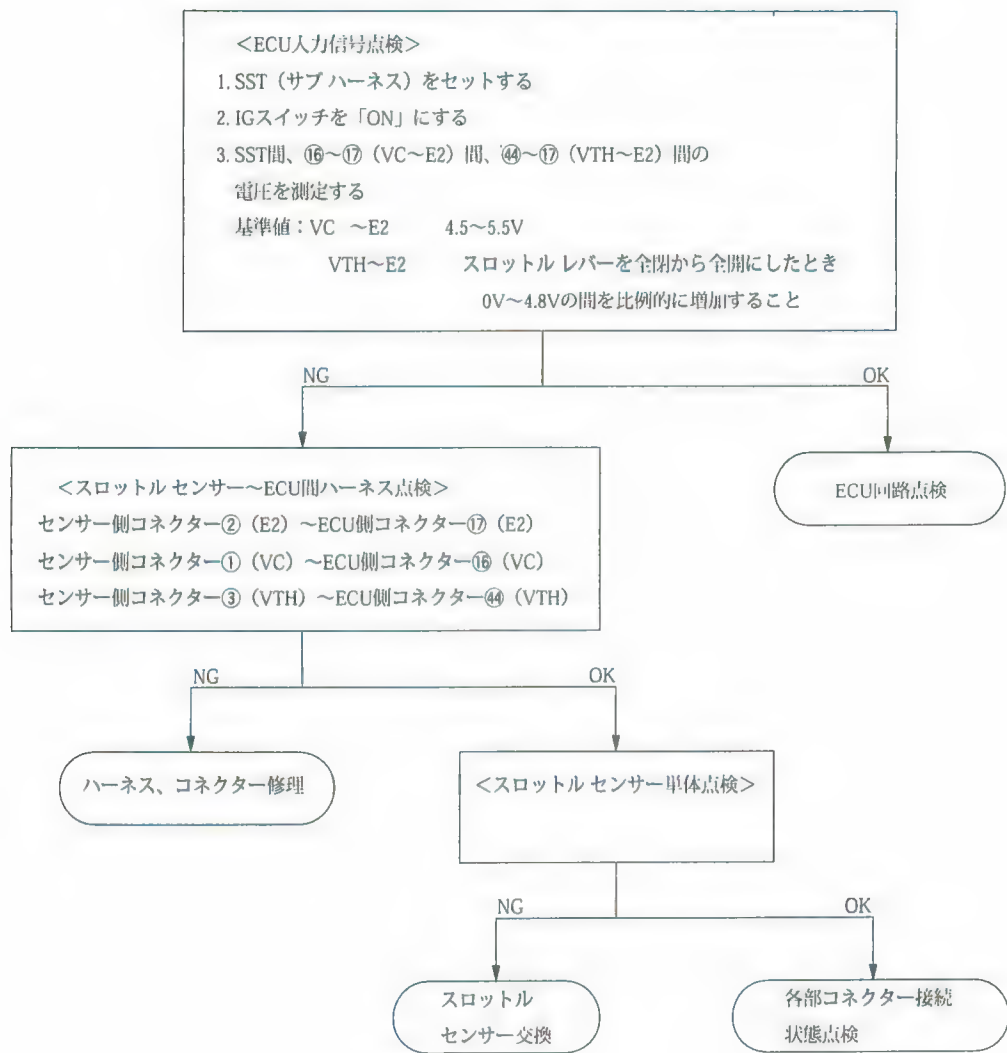 <ECU入力信号点検>
1. SST（サブ ハーネス）をセットする
2. IGスイッチを「ON」にする
3. SST間、⑯～⑰（VC～E2）間、㊹～⑰（VTH～E2）間の
電圧を測定する
基準値：VC ～E2 4.5～5.5V
VTH～E2 スロットル レバーを全閉から全開にしたとき
0V～4.8Vの間を比例的に増加すること
NG
OK
<スロットル センサー～ECU間ハーネス点検>
センサー側コネクター②（E2）～ECU側コネクター⑰（E2）
センサー側コネクター①（VC）～ECU側コネクター⑯（VC）
センサー側コネクター③（VTH）～ECU側コネクター㊹（VTH）
ECU回路点検
NG
OK
ハーネス、コネクター修理
<スロットル センサー単体点検>
NG
OK
スロットル
センサー交換
各部コネクター接続
状態点検